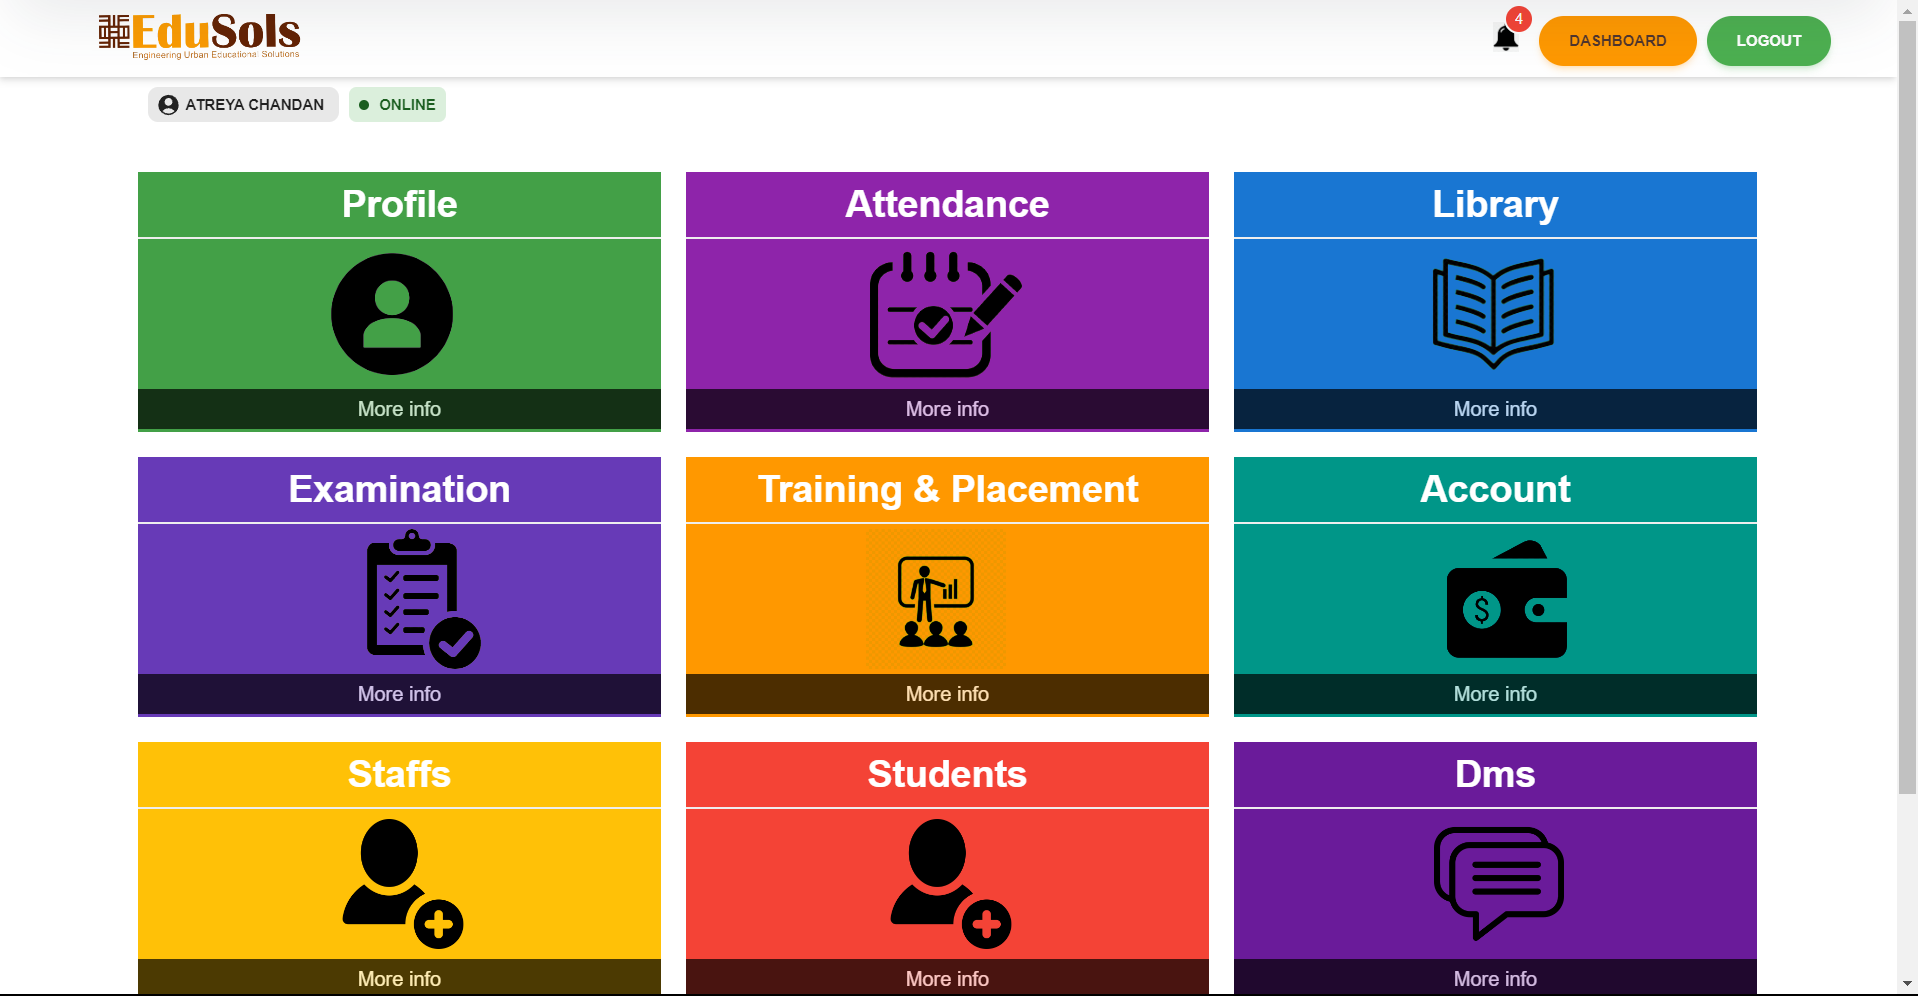 EduSols
Engineering Urban Educational Solutions
4
DASHBOARD
LOGOUT
ATREYA CHANDAN
ONLINE
Profile
Attendance
Library
More info
More info
More info
Examination
Training & Placement
Account
$
More info
More info
More info
Staffs
Students
Dms
More info
More info
More info